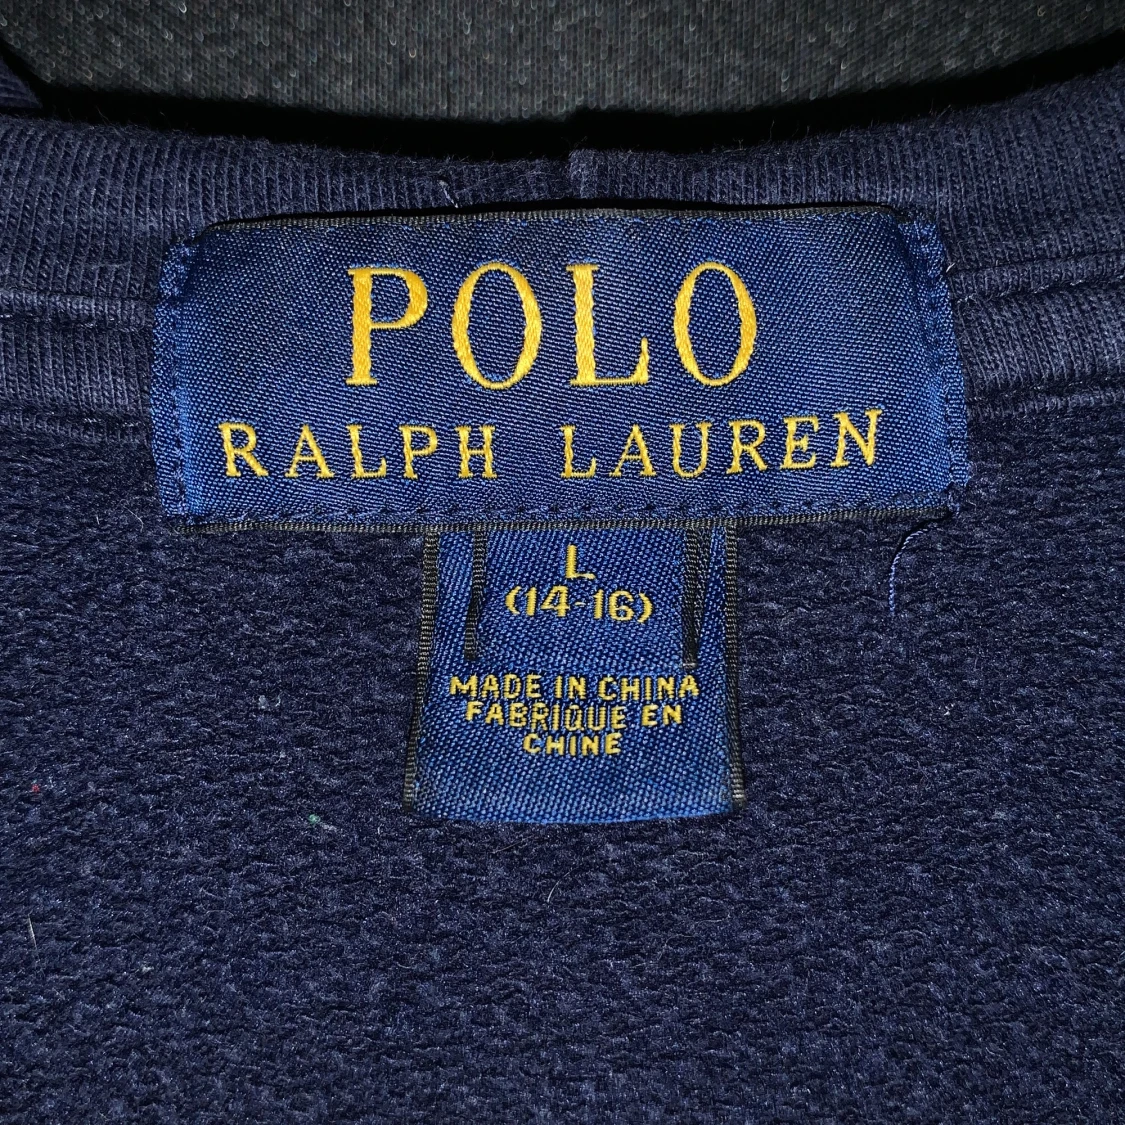 POLO
RALPH LAUREN
L
(14-16)
MADE IN CHINA
FABRIQUE EN
CHINE